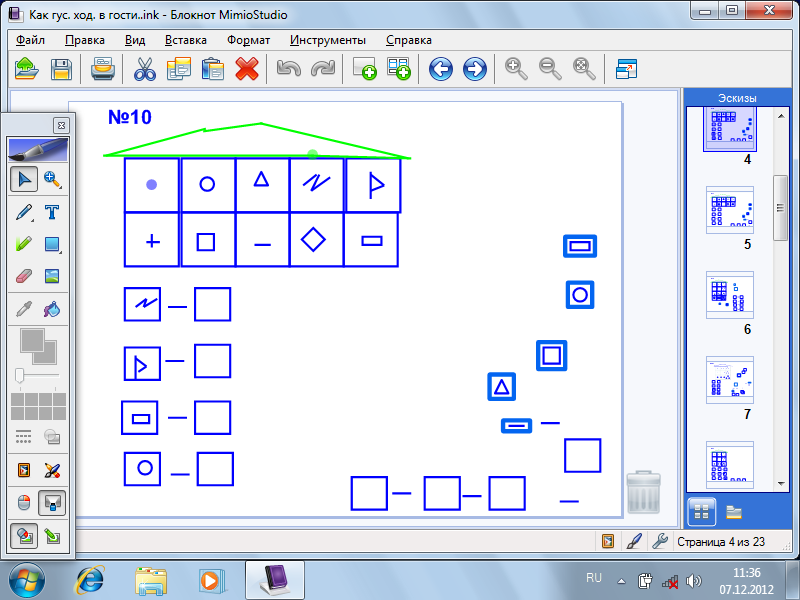 Как гус. ход. в гости..ink - Блокнот MimioStudio
Файл Правка Вид Вставка Формат Инструменты Справка
Эскизы
№10
4
5
6
7
Страница 4 из 23
RU
11:36
07.12.2012